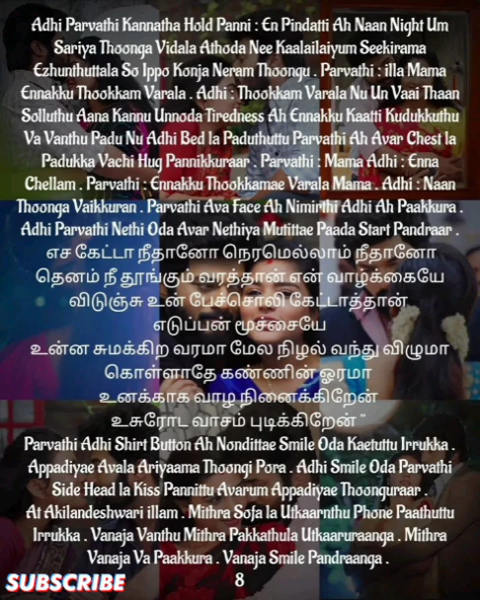 Adhi Parvathi Kannatha Hold Panni : En Pindatti Ah Naan Night Um
Sariya Thoonga Vidala Athoda Nee Kaalailaiyum Seekirama
Ezhunthuttala So Ippo Konja Neram Thoongu . Parvathi : illa Mama
Ennakku Thookkam Varala . Adhi : Thookkam Varala Nu Un Vaai Thaan
Solluthu Aana Kannu Unnoda Tiredness Ah Ennakku Kaatti Kudukkuthu
Va Vanthu Padu Nu Adhi Bed la Paduthuttu Parvathi Ah Avar Chest la
Padukka Vachi Hug Pannikkuraar . Parvathi : Mama Adhi : Enna
Chellam . Parvathi : Ennakku Thookkamae Varala Mama . Adhi : Naan
Thoonga Vaikkuran . Parvathi Ava Face Ah Nimirthi Adhi Ah Paakkura .
Adhi Parvathi Nethi Oda Avar Nethiya Mutittae Paada Start Pandraar .
எச கேட்டா நீதானோ நெரமெல்லாம் நீதானோ
தெனம் நீ தூங்கும் வரத்தான் என் வாழ்க்கையே
விடுஞ்சு உன் பேச்சொலி கேட்டாத்தான்
எடுப்பன் மூச்சையே
உன்ன சுமக்கிற வரமா மேல நிழல் வந்து விழுமா
கொள்ளாதே கண்ணின் ஓரமா
உனக்காக வாழ நினைக்கிறேன்
உசுரோட வாசம் புடிக்கிறேன் "
Parvathi Adhi Shirt Button Ah Nondittae Smile Oda Kaetuttu Irrukka .
Appadiyae Avala Ariyaama Thoongi Pora . Adhi Smile Oda Parvathi
Side Head la Kiss Pannittu Avarum Appadiyae Thoonguraar .
At Akilandeshwari illam . Mithra Sofa la Utkaarnthu Phone Paathuttu
Irrukka . Vanaja Vanthu Mithra Pakkathula Utkaaruraanga . Mithra
Vanaja Va Paakkura . Vanaja Smile Pandraanga .
SUBSCRIBE
8